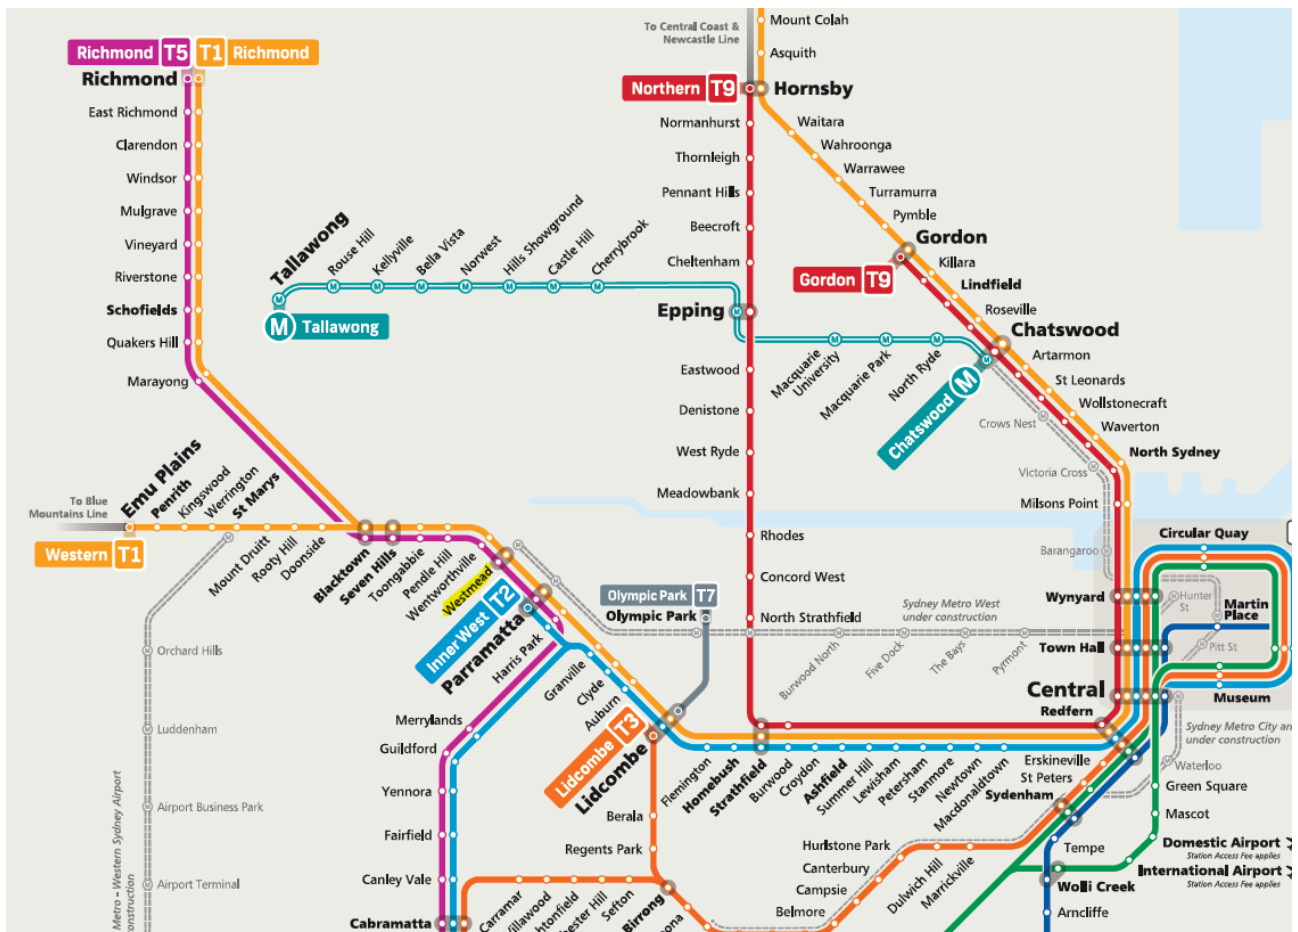 To Central Coast &
Newcastle Line
Mount Colah
Asquith
Richmond T5
T1 Richmond
Richmond
East Richmond
Clarendon
Windsor
Mulgrave
Vineyard
Riverstone
Schofields
Quakers Hill
Marayong
Northern T9
Hornsby
Normanhurst
Thornleigh
Pennant Hills
Beecroft
Cheltenham
Epping
Eastwood
Denistone
West Ryde
Meadowbank
Rhodes
Concord West
North Strathfield
Waitara
Wahroonga
Warrawee
Turramurra
Pymble
Gordon
Gordon T9
Killara
Lindfield
Roseville
Chatswood
Artarmon
St Leonards
Wollstonecraft
Waverton
North Sydney
Milsons Point
Tallawong
M Tallawong
Rouse Hill
Kellyville
Bella Vista
Norwest
Hills Showground
Castle Hill
Cherrybrook
Macquarie
University
Macquarie Park
North Ryde
Chatswood M
Crows Nest
Victoria Cross
Barangaroo
To Blue
Mountains Line
Western T1
Emu Plains
Penrith
Kingswood
Werrington
St Marys
Mount Druitt
Rooty Hill
Doonside
Blacktown
Seven Hills
Toongabbie
Pendle Hill
Wentworthville
Westmead
Inner West T2
Parramatta
Harris Park
Granville
Clyde
Auburn
Lidcombe T3
Lidcombe
Olympic Park T7
Olympic Park
Sydney Metro West
under construction
Burwood North
Five Dock
The Bays
Pyrmont
Circular Quay
Wynyard
Hunter
St
Martin
Place
Town Hall
Pitt St
Central
Museum
Redfern
Sydney Metro City an
under construction
Waterloo
Flemington
Homebush
Strathfield
Burwood
Croydon
Ashfield
Summer Hill
Lewisham
Petersham
Stanmore
Newtown
Macdonaldtown
Erskineville
St Peters
Sydenham
Green Square
Mascot
Domestic Airport
Station Access Fee applies
International Airport
Station Access Fee applies
Tempe
Wolli Creek
Arncliffe
Hurlstone Park
Canterbury
Campsie
Belmore
Dulwich Hill
Marrickville
Orchard Hills
Luddenham
Airport Business Park
Airport Terminal
Metro - Western Sydney Airport
onstruction
Merrylands
Guildford
Yennora
Fairfield
Canley Vale
Cabramatta
Berala
Regents Park
Birrong
Carramar
illawood
htonfield
hester Hill
Sefton
ona